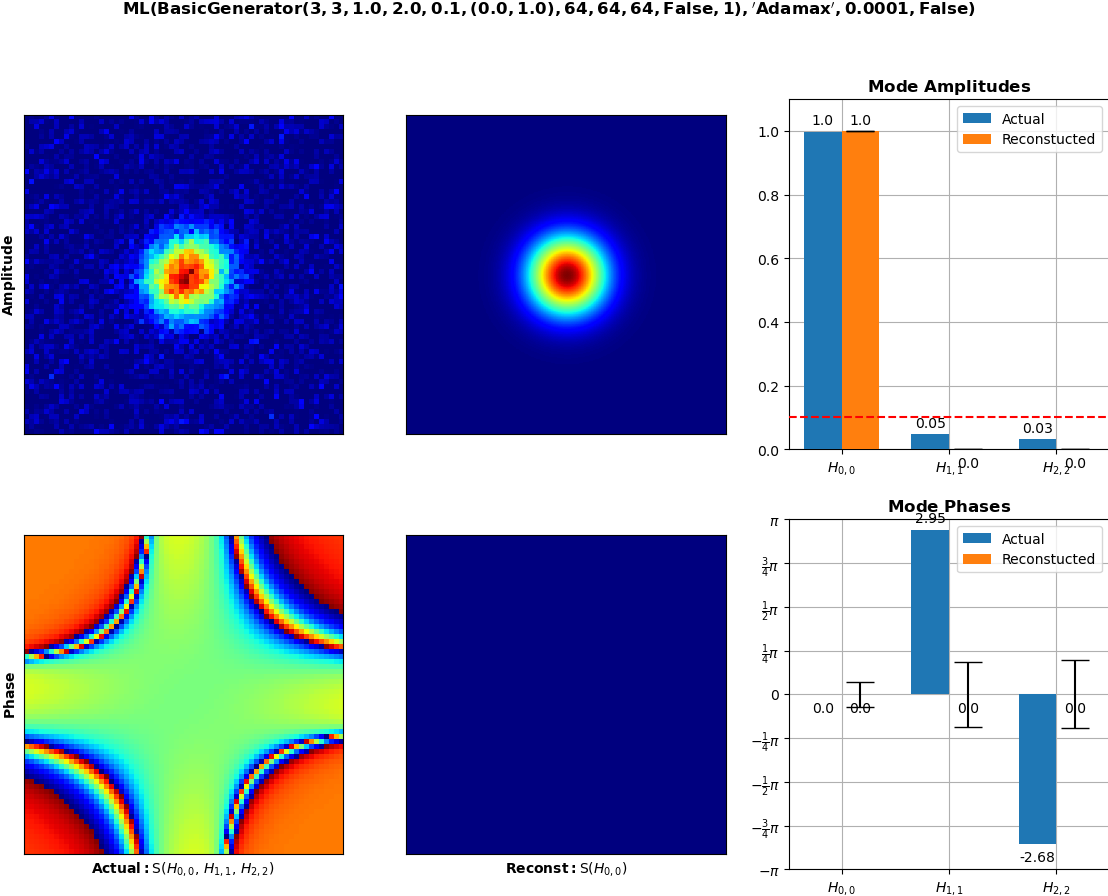 ML(BasicGenerator(3, 3, 1.0, 2.0, 0.1, (0.0, 1.0), 64, 64, 64, False, 1), ′Adamax′, 0.0001, False)
Amplitude
Mode Amplitudes
Actual
Reconstucted
1.0 1.0
0.05
0.0
0.03
0.0
1.0
0.8
0.6
0.4
0.2
0.0
H0,0 H1,1 H2,2
Phase
Actual: S(H0,0, H1,1, H2,2)
Reconst: S(H0,0)
Mode Phases
Actual
Reconstucted
2.95
0.0 0.0 0.0 0.0
-2.68
π
3/4π
1/2π
1/4π
0
−1/4π
−1/2π
−3/4π
−π
H0,0 H1,1 H2,2